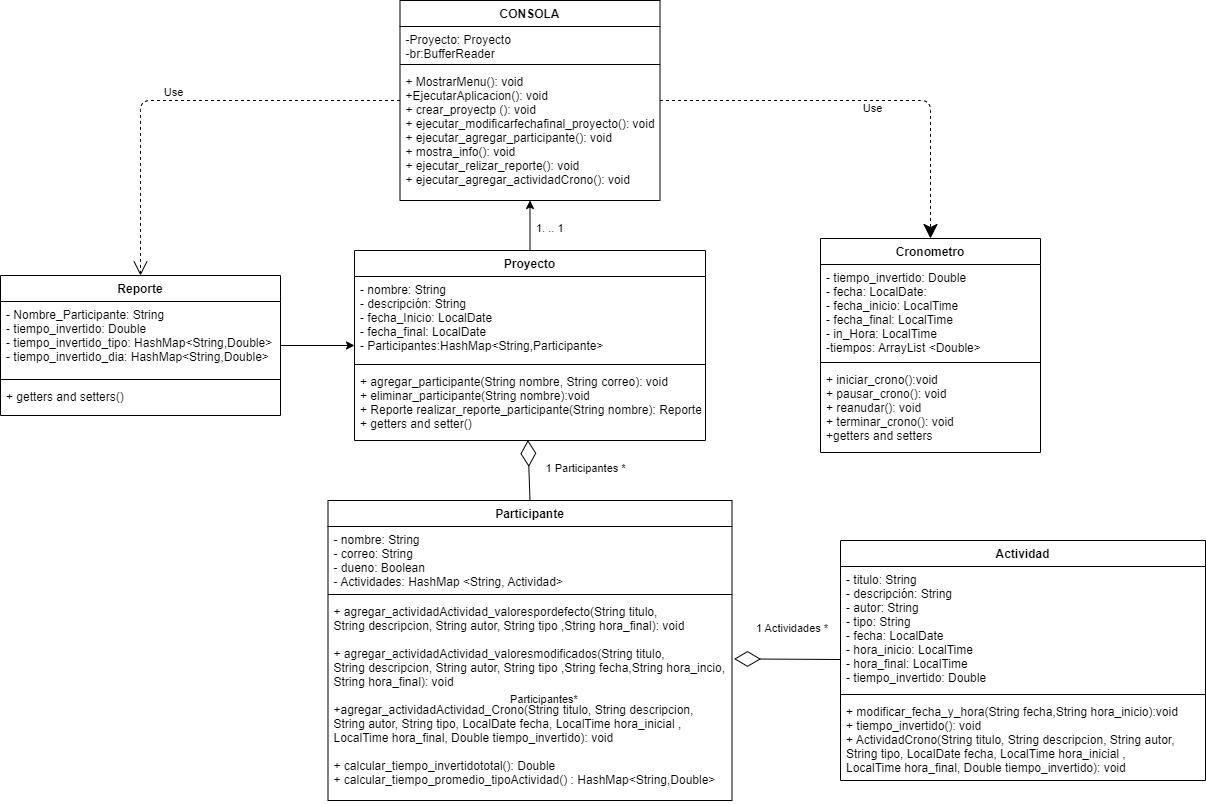 CONSOLA
-Proyecto: Proyecto
-br:BufferReader
+ MostrarMenu(): void
+EjecutarAplicacion(): void
+ crear_proyectp (): void
+ ejecutar_modificarfechafinal_proyecto(): void
+ ejecutar_agregar_participante(): void
+ mostra_info(): void
+ ejecutar_relizar_reporte(): void
+ ejecutar_agregar_actividadCrono(): void
Use
Use
1. .. 1
Reporte
- Nombre_Participante: String
- tiempo_invertido: Double
- tiempo_invertido_tipo: HashMap<String,Double>
- tiempo_invertido_dia: HashMap<String,Double>
+ getters and setters()
Proyecto
- nombre: String
- descripción: String
- fecha_Inicio: LocalDate
- fecha_final: LocalDate
- Participantes:HashMap<String,Participante>
+ agregar_participante(String nombre, String correo): void
+ eliminar_participante(String nombre):void
+ Reporte realizar_reporte_participante(String nombre): Reporte
+ getters and setter()
Cronometro
- tiempo_invertido: Double
- fecha: LocalDate:
- fecha_inicio: LocalTime
- fecha_final: LocalTime
- in_Hora: LocalTime
-tiempos: ArrayList <Double>
+ iniciar_crono():void
+ pausar_crono(): void
+ reanudar(): void
+ terminar_crono(): void
+getters and setters
1 Participantes *
Participante
- nombre: String
- correo: String
- dueno: Boolean
- Actividades: HashMap <String, Actividad>
+ agregar_actividadActividad_valorespordefecto(String titulo,
String descripcion, String autor, String tipo ,String hora_final): void
+ agregar_actividadActividad_valoresmodificados(String titulo,
String descripcion, String autor, String tipo ,String fecha,String hora_incio,
String hora_final): void
Participantes*
+agregar_actividadActividad_Crono(String titulo, String descripcion,
String autor, String tipo, LocalDate fecha, LocalTime hora_inicial ,
LocalTime hora_final, Double tiempo_invertido): void
+ calcular_tiempo_invertidototal(): Double
+ calcular_tiempo_promedio_tipoActividad() : HashMap<String,Double>
1 Actividades *
Actividad
- titulo: String
- descripción: String
- autor: String
- tipo: String
- fecha: LocalDate
- hora_inicio: LocalTime
- hora_final: LocalTime
- tiempo_invertido: Double
+ modificar_fecha_y_hora(String fecha,String hora_inicio):void
+ tiempo_invertido(): void
+ ActividadCrono(String titulo, String descripcion, String autor,
String tipo, LocalDate fecha, LocalTime hora_inicial ,
LocalTime hora_final, Double tiempo_invertido): void